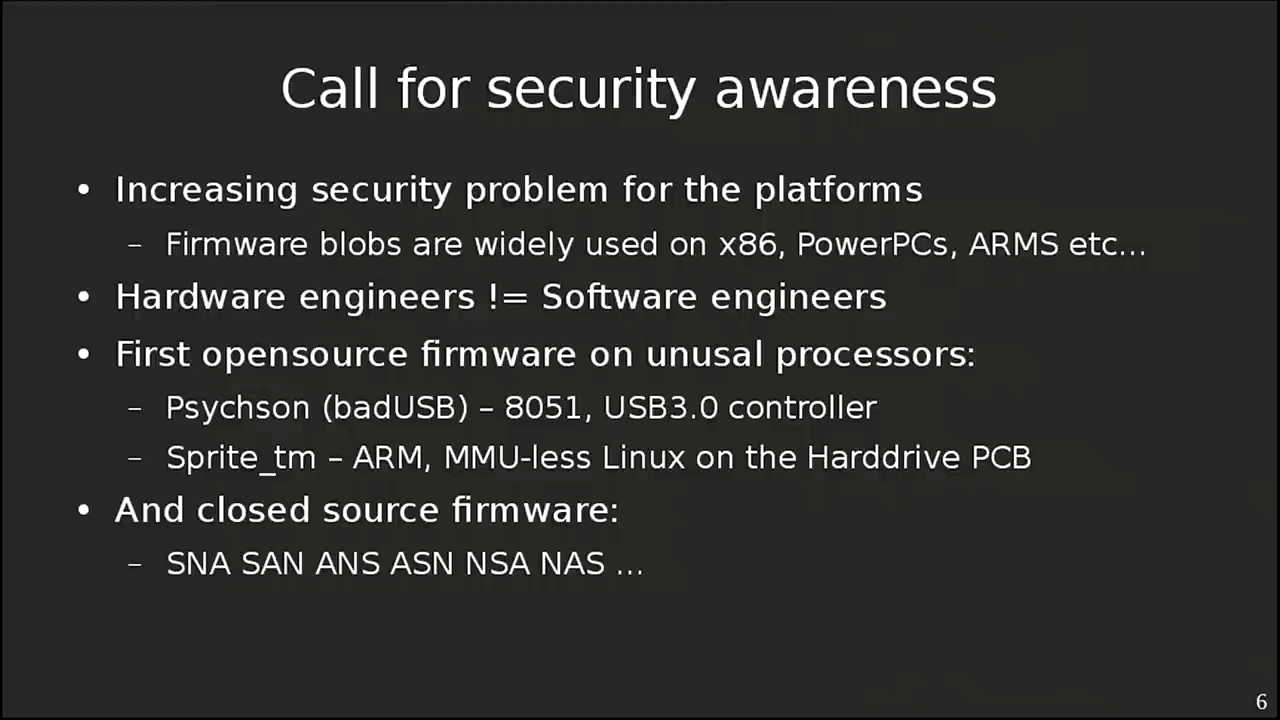 Call for security awareness
• Increasing security problem for the platforms
– Firmware blobs are widely used on x86, PowerPCs, ARMS etc...
• Hardware engineers != Software engineers
• First opensource firmware on unusal processors:
– Psychson (badUSB) – 8051, USB3.0 controller
– Sprite_tm – ARM, MMU-less Linux on the Harddrive PCB
• And closed source firmware:
– SNA SAN ANS ASN NSA NAS ...
6